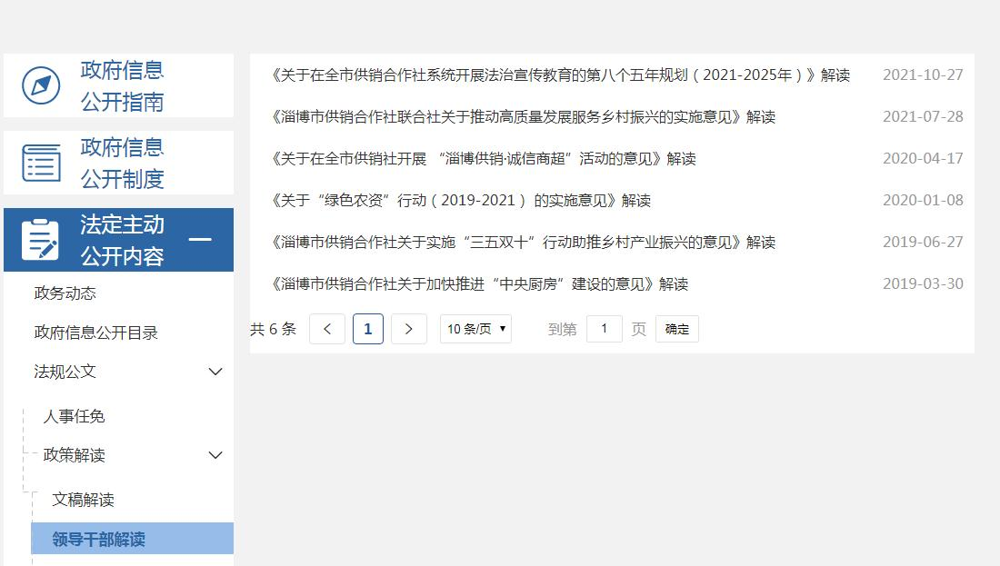 政府信息
公开指南
政府信息
公开制度
法定主动
公开内容
政务动态
政府信息公开目录
法规公文
人事任免
政策解读
文稿解读
领导干部解读
《关于在全市供销合作社系统开展法治宣传教育的第八个五年规划（2021-2025年）》解读 2021-10-27
《淄博市供销合作社联合社关于推动高质量发展服务乡村振兴的实施意见》解读 2021-07-28
《关于在全市供销社开展 “淄博供销·诚信商超”活动的意见》解读 2020-04-17
《关于“绿色农资”行动（2019-2021） 的实施意见》解读 2020-01-08
《淄博市供销合作社关于实施“三五双十”行动助推乡村产业振兴的意见》解读 2019-06-27
《淄博市供销合作社关于加快推进“中央厨房”建设的意见》解读 2019-03-30
共 6 条 < 1 > 10 条/页 ▾ 到第 1 页 确定